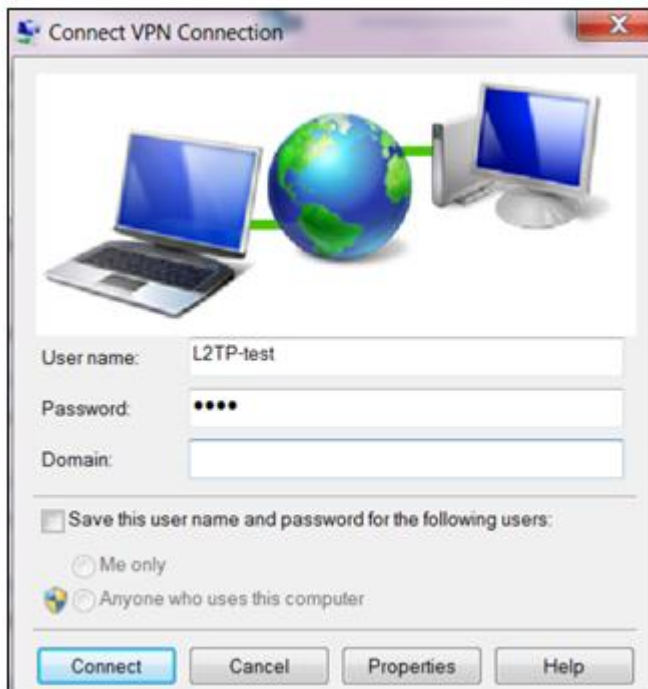 Connect VPN Connection
User name:
L2TP-test
Password:
••••
Domain:
Save this user name and password for the following users:
Me only
Anyone who uses this computer
Connect
Cancel
Properties
Help